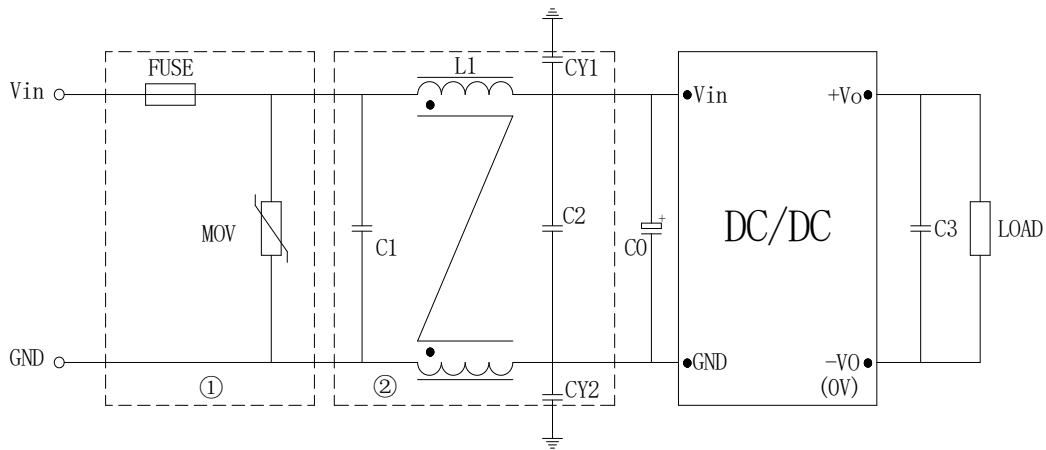 FUSE
L1
CY1
Vin
Vin
+Vo
MOV
C1
C2
C0
+
DC/DC
C3
LOAD
GND
GND
-VO
(0V)
①
②
CY2